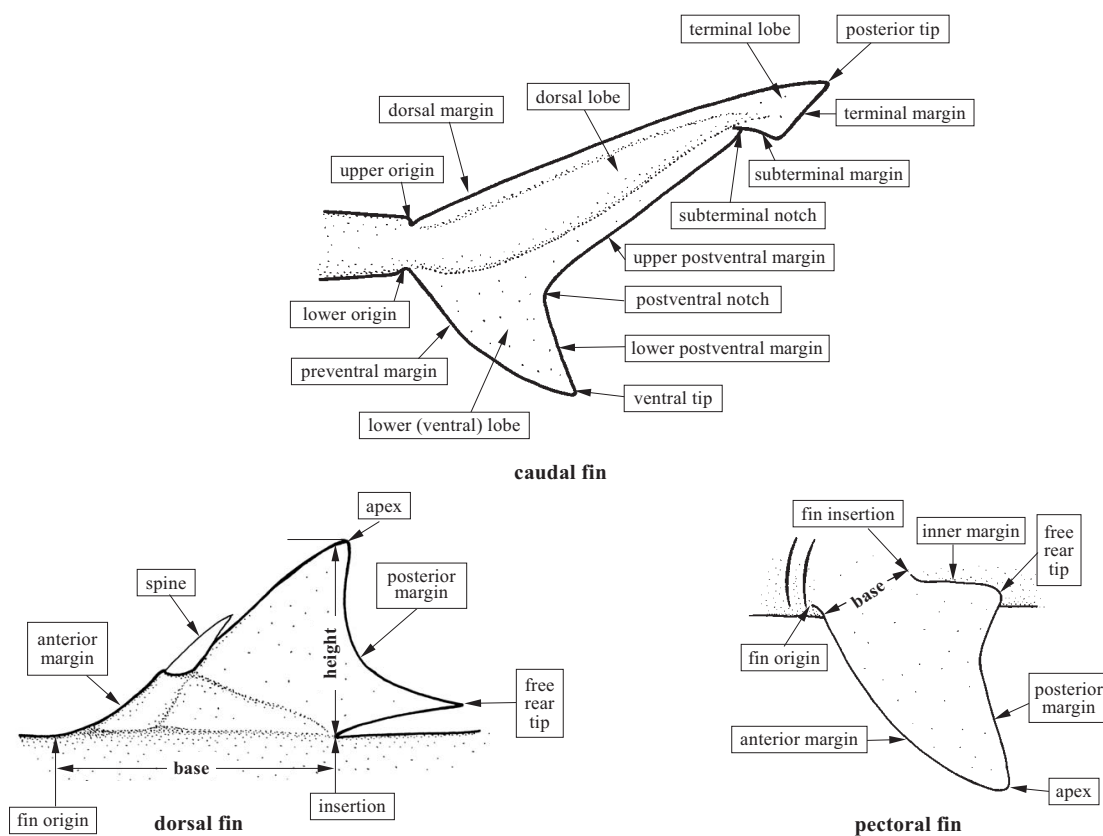 terminal lobe
posterior tip
dorsal lobe
dorsal margin
terminal margin
upper origin
subterminal margin
subterminal notch
upper postventral margin
postventral notch
lower origin
lower postventral margin
preventral margin
ventral tip
lower (ventral) lobe
caudal fin
apex
spine
posterior
margin
anterior
margin
height
free
rear
tip
base
fin origin
insertion
dorsal fin
fin insertion
inner margin
free
rear
tip
base
fin origin
posterior
margin
anterior margin
apex
pectoral fin